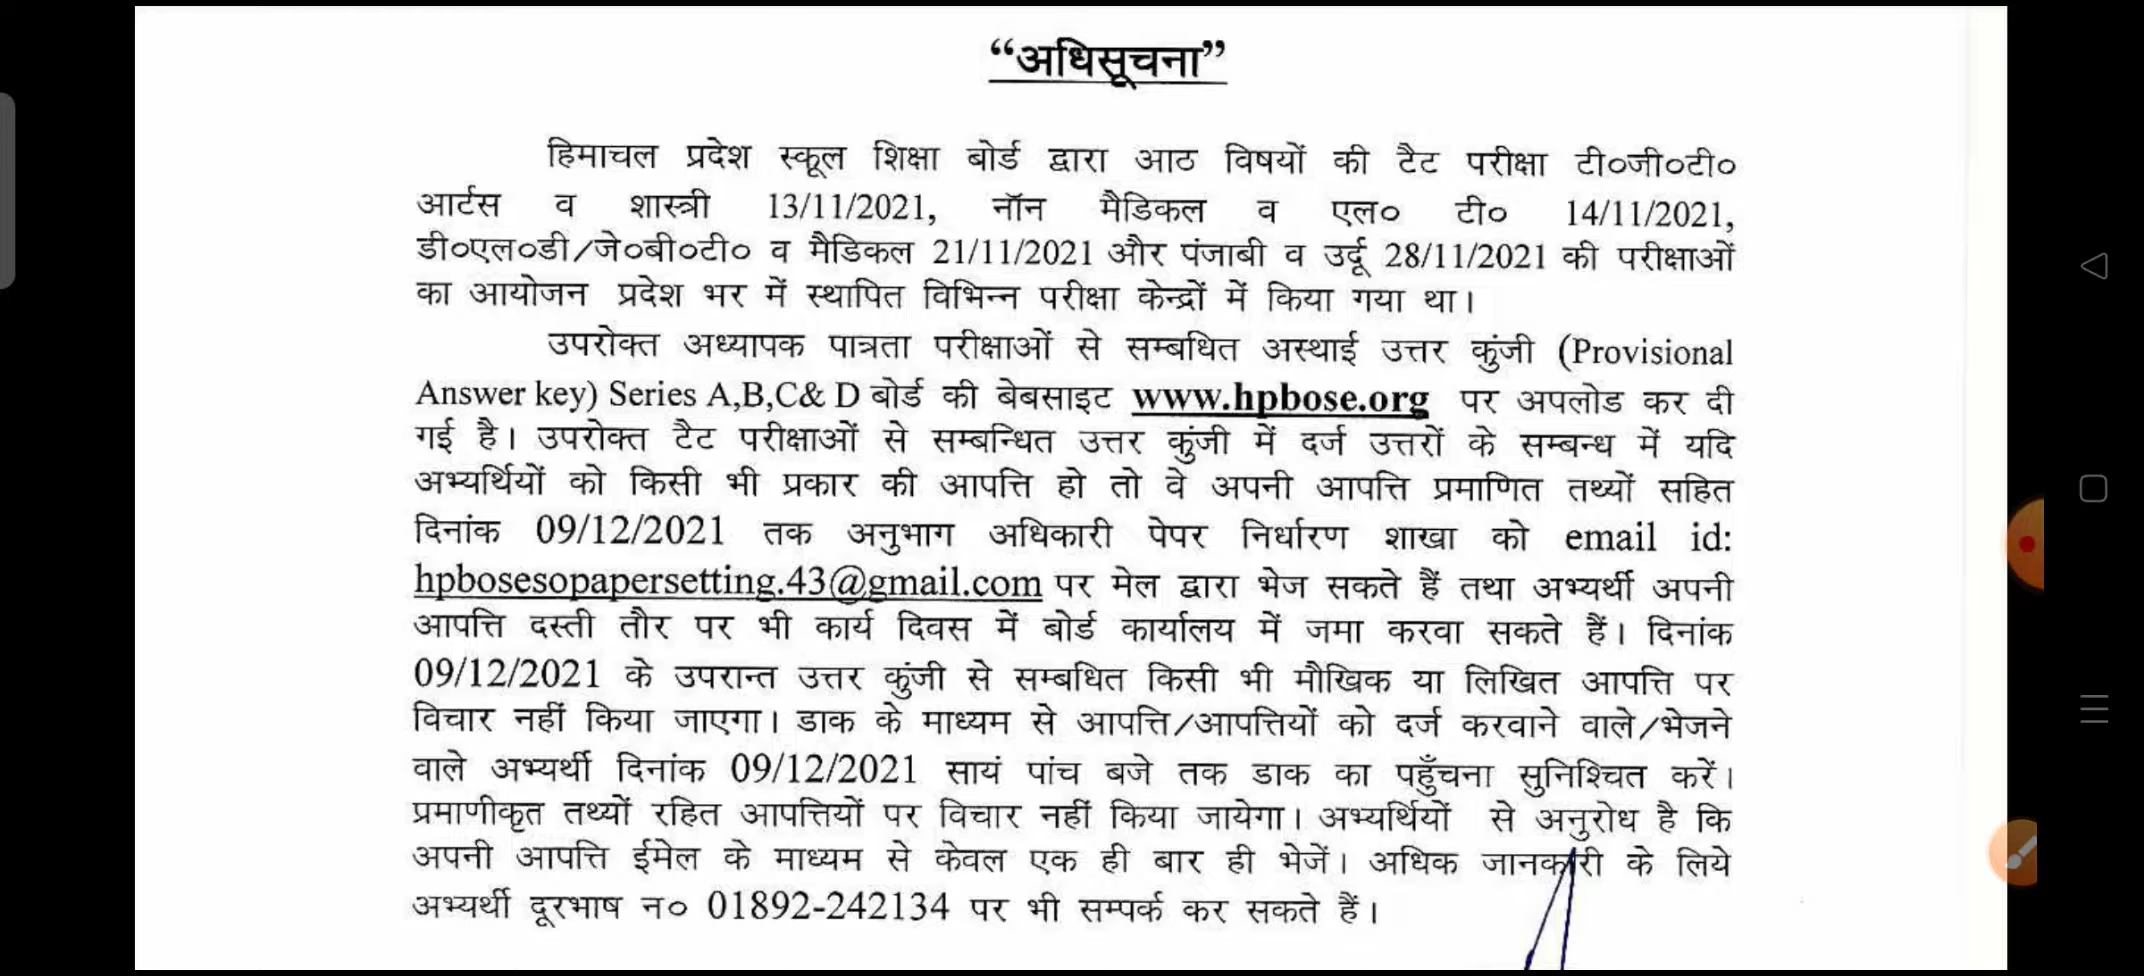 “अधिसूचना”
हिमाचल प्रदेश स्कूल शिक्षा बोर्ड द्वारा आठ विषयों की टैट परीक्षा टी०जी०टी०
आर्टस व शास्त्री 13/11/2021, नॉन मैडिकल व एल० टी० 14/11/2021,
डी०एल०डी/जे०बी०टी० व मैडिकल 21/11/2021 और पंजाबी व उर्दू 28/11/2021 की परीक्षाओं
का आयोजन प्रदेश भर में स्थापित विभिन्न परीक्षा केन्द्रों में किया गया था।
उपरोक्त अध्यापक पात्रता परीक्षाओं से सम्बधित अस्थाई उत्तर कुंजी (Provisional
Answer key) Series A,B,C& D बोर्ड की बेबसाइट www.hpbose.org पर अपलोड कर दी
गई है। उपरोक्त टैट परीक्षाओं से सम्बन्धित उत्तर कुंजी में दर्ज उत्तरों के सम्बन्ध में यदि
अभ्यर्थियों को किसी भी प्रकार की आपत्ति हो तो वे अपनी आपत्ति प्रमाणित तथ्यों सहित
दिनांक 09/12/2021 तक अनुभाग अधिकारी पेपर निर्धारण शाखा को email id:
hpbosesopapersetting.43@gmail.com पर मेल द्वारा भेज सकते हैं तथा अभ्यर्थी अपनी
आपत्ति दस्ती तौर पर भी कार्य दिवस में बोर्ड कार्यालय में जमा करवा सकते हैं। दिनांक
09/12/2021 के उपरान्त उत्तर कुंजी से सम्बधित किसी भी मौखिक या लिखित आपत्ति पर
विचार नहीं किया जाएगा। डाक के माध्यम से आपत्ति/आपत्तियों को दर्ज करवाने वाले/भेजने
वाले अभ्यर्थी दिनांक 09/12/2021 सायं पांच बजे तक डाक का पहुँचना सुनिश्चित करें।
प्रमाणीकृत तथ्यों रहित आपत्तियों पर विचार नहीं किया जायेगा। अभ्यर्थियों से अनुरोध है कि
अपनी आपत्ति ईमेल के माध्यम से केवल एक ही बार ही भेजें। अधिक जानकारी के लिये
अभ्यर्थी दूरभाष न० 01892-242134 पर भी सम्पर्क कर सकते हैं।